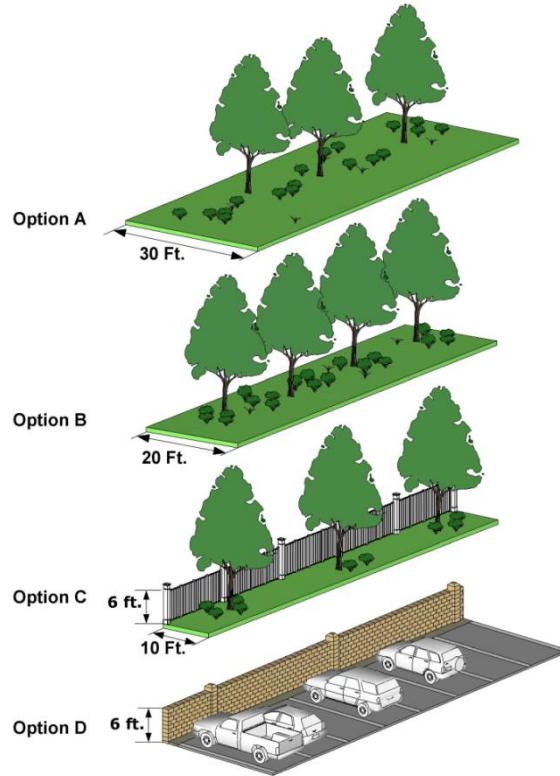 Option A
30 Ft.
Option B
20 Ft.
Option C
6 ft.
10 Ft.
Option D
6 ft.